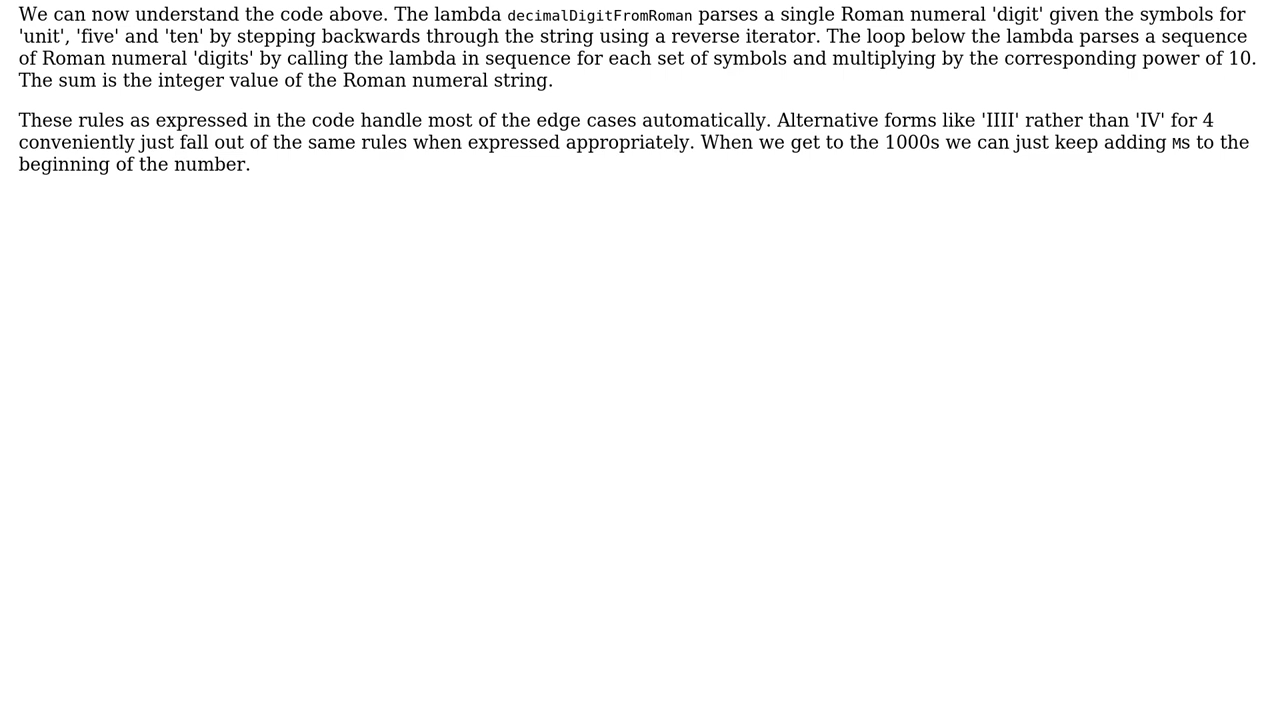 We can now understand the code above. The lambda decimalDigitFromRoman parses a single Roman numeral 'digit' given the symbols for
'unit', 'five' and 'ten' by stepping backwards through the string using a reverse iterator. The loop below the lambda parses a sequence
of Roman numeral 'digits' by calling the lambda in sequence for each set of symbols and multiplying by the corresponding power of 10.
The sum is the integer value of the Roman numeral string.
These rules as expressed in the code handle most of the edge cases automatically. Alternative forms like 'IIII' rather than 'IV' for 4
conveniently just fall out of the same rules when expressed appropriately. When we get to the 1000s we can just keep adding Ms to the
beginning of the number.